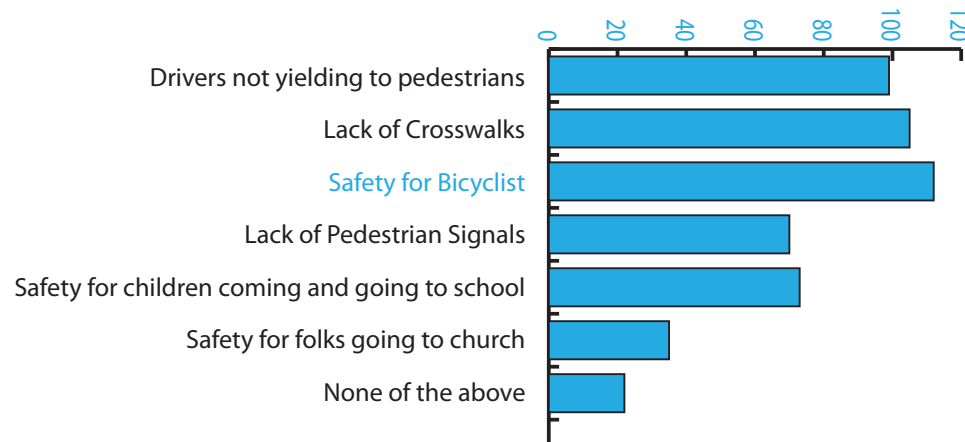 0 20 40 60 80 100 120
Drivers not yielding to pedestrians
Lack of Crosswalks
Safety for Bicyclist
Lack of Pedestrian Signals
Safety for children coming and going to school
Safety for folks going to church
None of the above